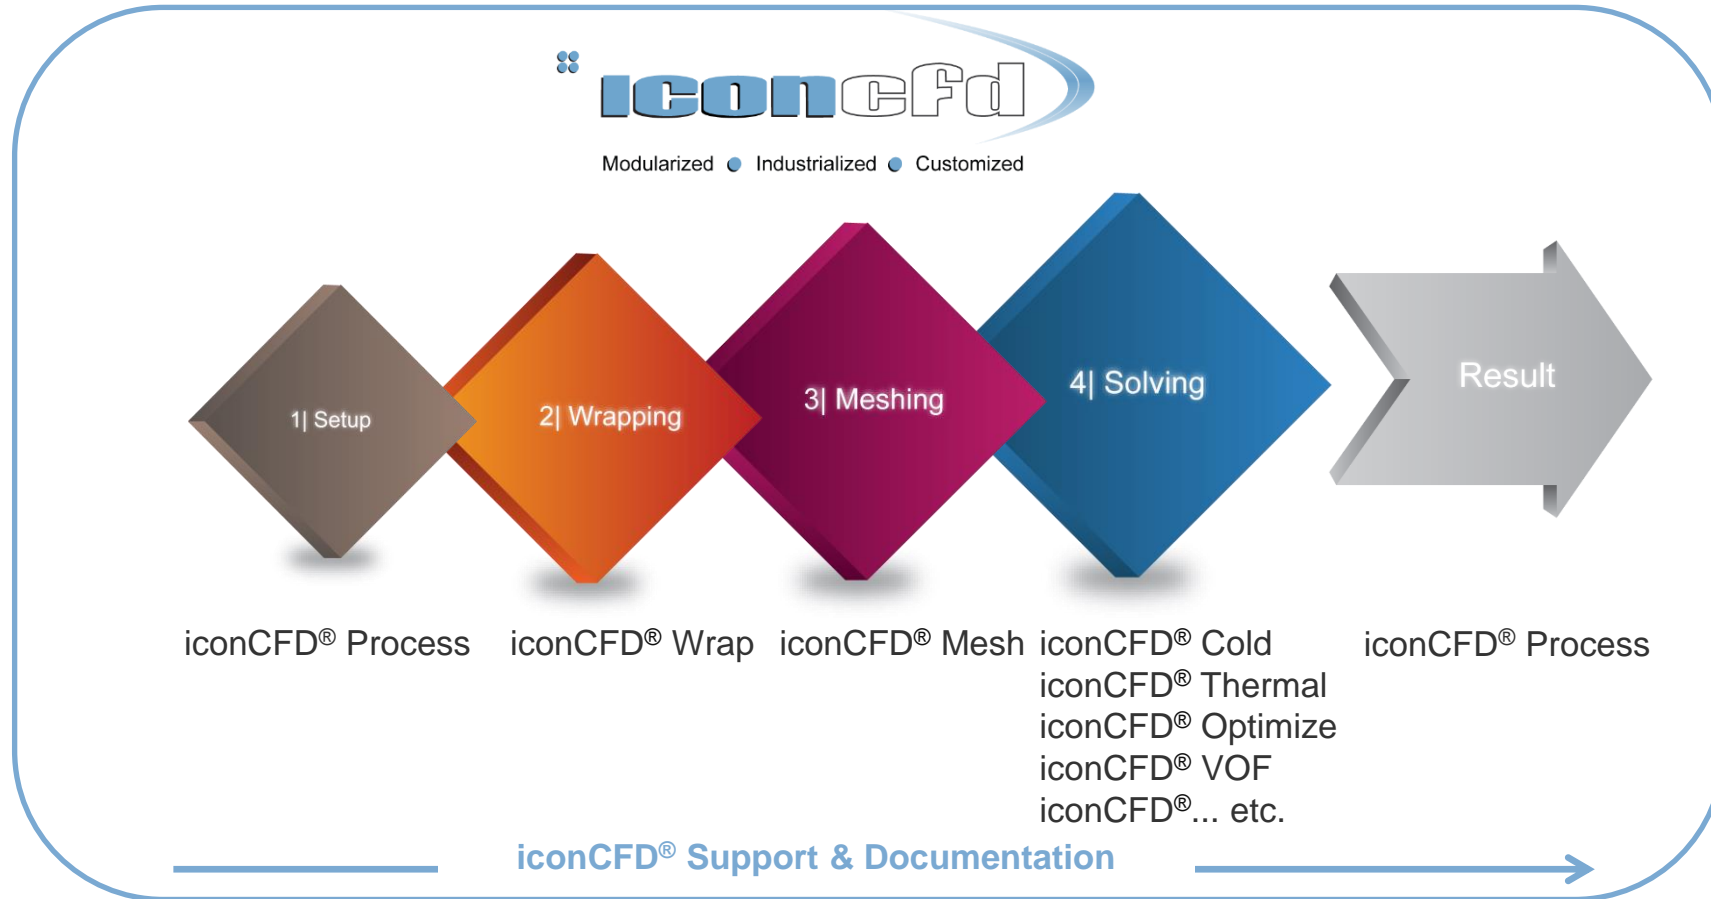 iconcfd
Modularized Industrialized Customized
1| Setup
2| Wrapping
3| Meshing
4| Solving
Result
iconCFD® Process
iconCFD® Wrap
iconCFD® Mesh
iconCFD® Cold
iconCFD® Thermal
iconCFD® Optimize
iconCFD® VOF
iconCFD®... etc.
iconCFD® Process
iconCFD® Support & Documentation